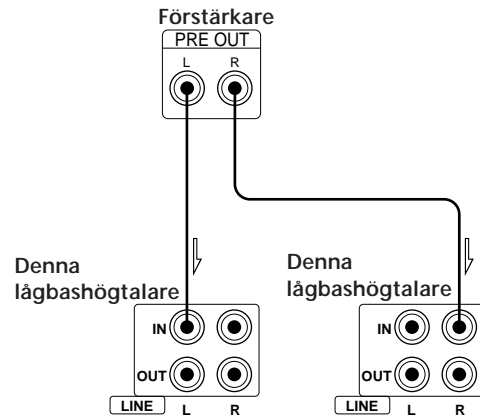 Förstärkare
PRE OUT
L R
Denna
lågbashögtalare
IN
OUT
LINE L R
Denna
lågbashögtalare
IN
OUT
LINE L R